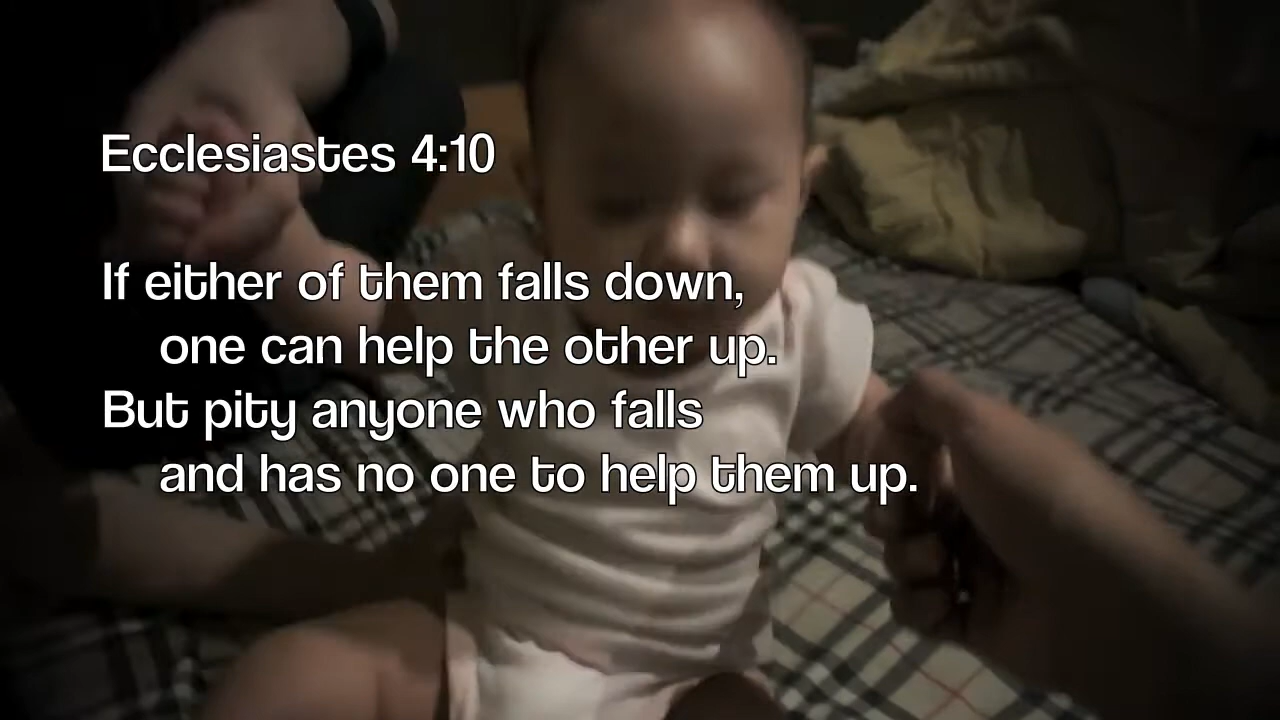 Ecclesiastes 4:10
If either of them falls down,
one can help the other up.
But pity anyone who falls
and has no one to help them up.